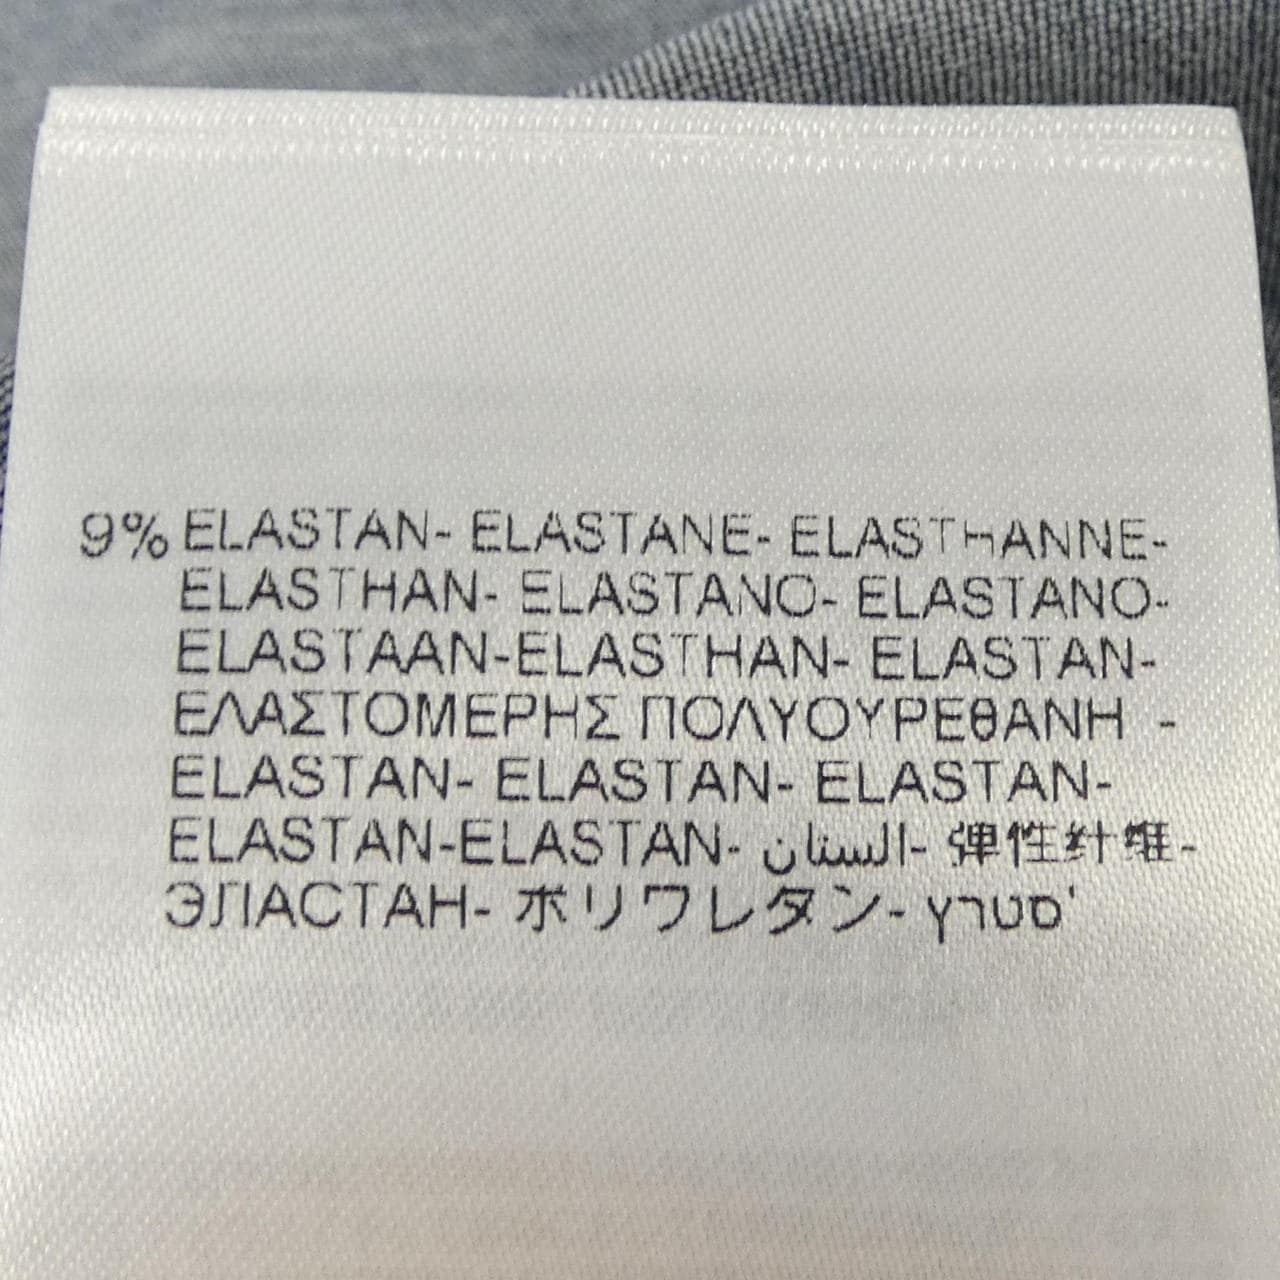 9% ELASTAN- ELASTANE- ELASTHANNE-
ELASTHAN- ELASTANO- ELASTANO-
ELASTAAN-ELASTHAN- ELASTAN-
ΕΛΑΣΤΟΜΕΡΗΣ ΠΟΛΥΟΥΡΕΘΑΝΗ -
ELASTAN- ELASTAN- ELASTAN-
ELASTAN-ELASTAN- الستان- 弹性纤维-
ЭЛАСТАН- ポリウレタン- סטרץ'